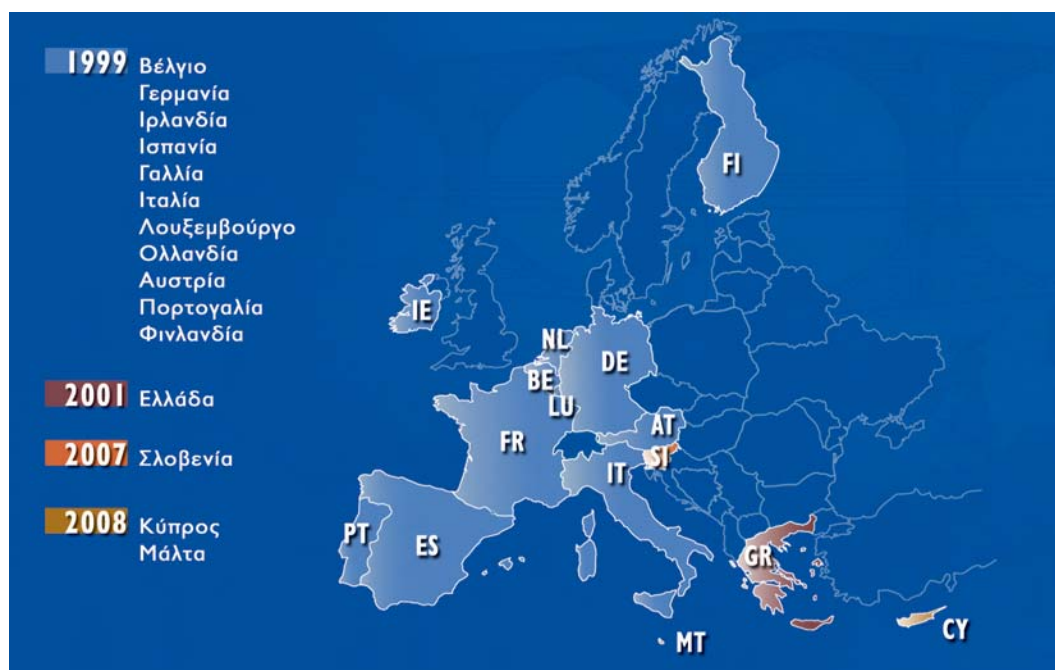 1999 Βέλγιο
Γερμανία
Ιρλανδία
Ισπανία
Γαλλία
Ιταλία
Λουξεμβούργο
Ολλανδία
Αυστρία
Πορτογαλία
Φινλανδία
2001 Ελλάδα
2007 Σλοβενία
2008 Κύπρος
Μάλτα
FI
IE
NL
DE
BE
LU
AT
FR
SI
IT
PT
ES
GR
MT
CY